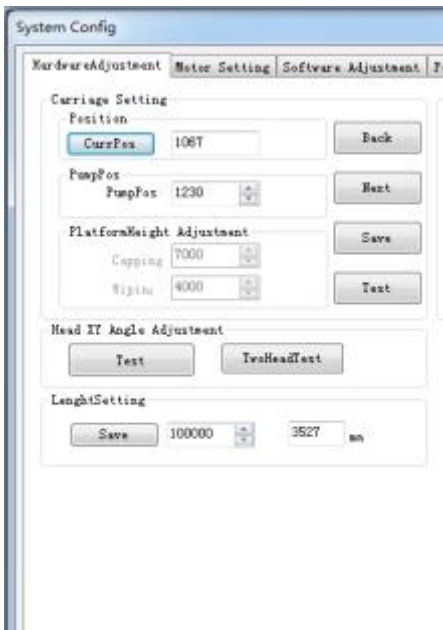 System Config
HardwareAdjustment Motor Setting Software Adjustment
Carriage Setting
Position
CurrPos 1067 Back
PumpPos
PumpPos 1230 Next
PlatformHeight Adjustment
Capping 7000 Save
Wiping 4000 Test
Head XY Angle Adjustment
Test TwoHeadTest
LenghtSetting
Save 100000 3527 mm